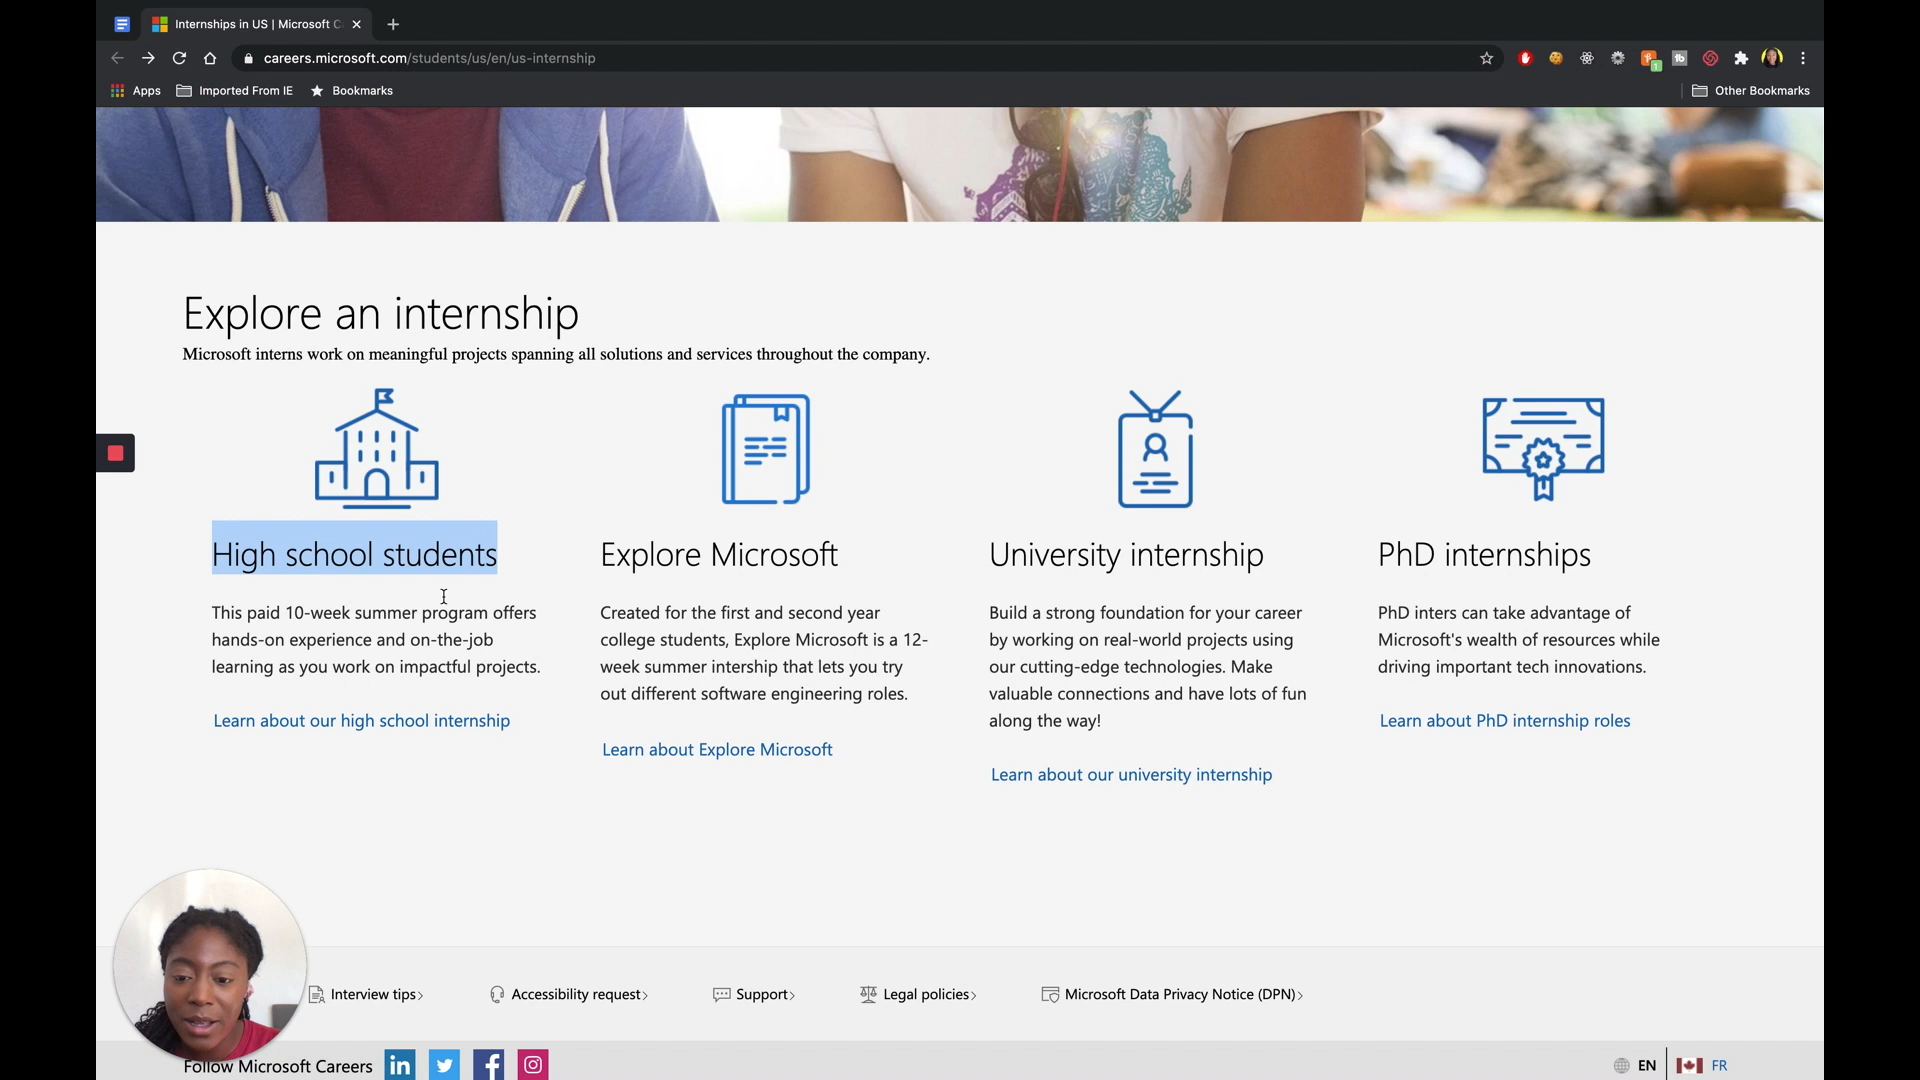 Internships in US | Microsoft C
careers.microsoft.com/students/us/en/us-internship
1
Apps
Imported From IE
Bookmarks
Other Bookmarks
Explore an internship
Microsoft interns work on meaningful projects spanning all solutions and services throughout the company.
High school students
This paid 10-week summer program offers
hands-on experience and on-the-job
learning as you work on impactful projects.
Learn about our high school internship
Explore Microsoft
Created for the first and second year
college students, Explore Microsoft is a 12-
week summer intership that lets you try
out different software engineering roles.
Learn about Explore Microsoft
University internship
Build a strong foundation for your career
by working on real-world projects using
our cutting-edge technologies. Make
valuable connections and have lots of fun
along the way!
Learn about our university internship
PhD internships
PhD inters can take advantage of
Microsoft's wealth of resources while
driving important tech innovations.
Learn about PhD internship roles
Interview tips
Accessibility request
Support
Legal policies
Microsoft Data Privacy Notice (DPN)
Follow Microsoft Careers
EN
FR